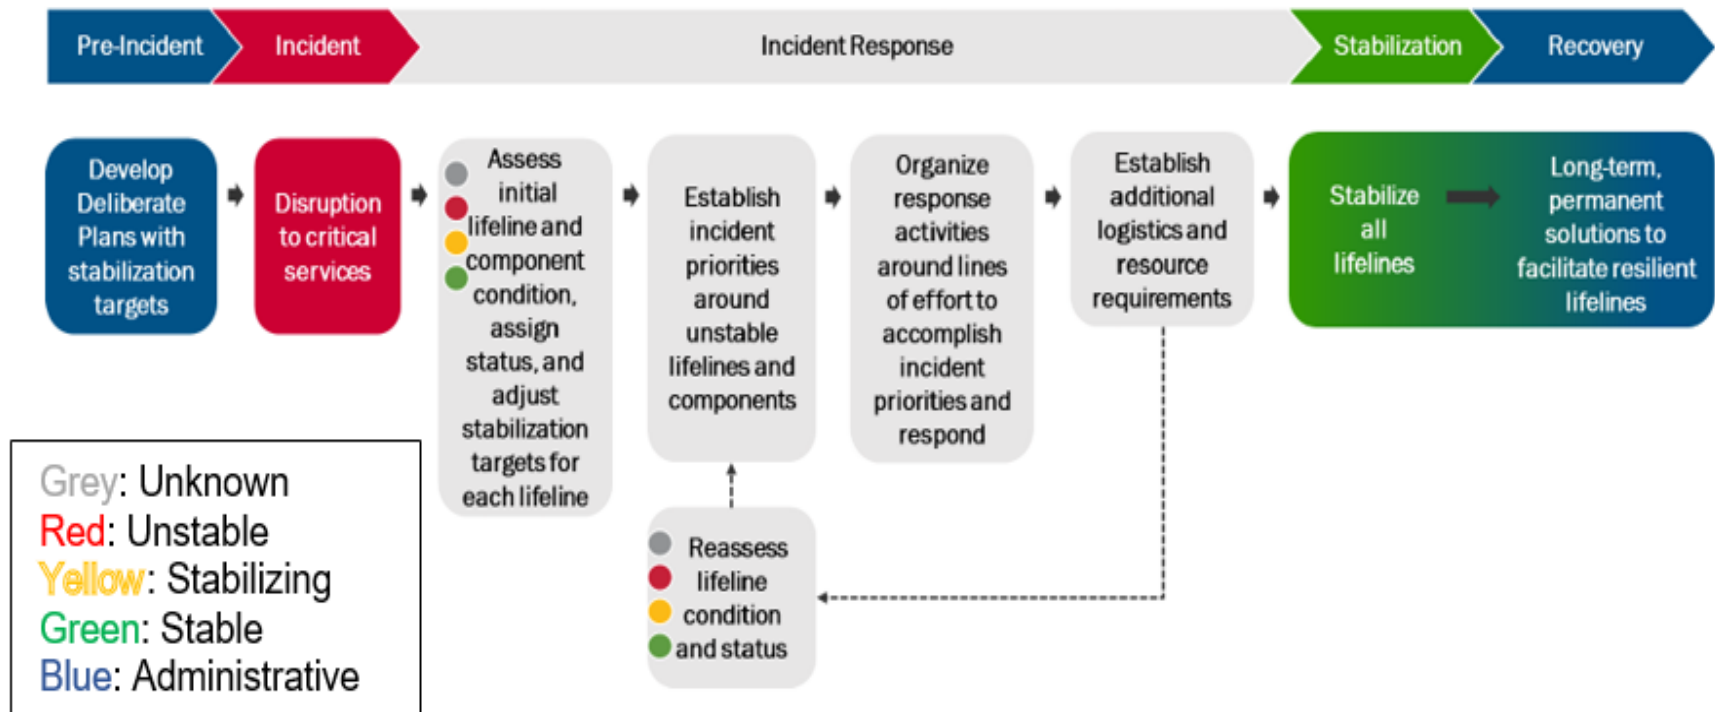 Pre-Incident
Incident
Incident Response
Stabilization
Recovery
Develop
Deliberate
Plans with
stabilization
targets
Disruption
to critical
services
Assess
initial
lifeline and
component
condition,
assign
status, and
adjust
stabilization
targets for
each lifeline
Establish
incident
priorities
around
unstable
lifelines and
components
Organize
response
activities
around lines
of effort to
accomplish
incident
priorities and
respond
Establish
additional
logistics and
resource
requirements
Stabilize
all
lifelines
Long-term,
permanent
solutions to
facilitate resilient
lifelines
Reassess
lifeline
condition
and status
Grey: Unknown
Red: Unstable
Yellow: Stabilizing
Green: Stable
Blue: Administrative